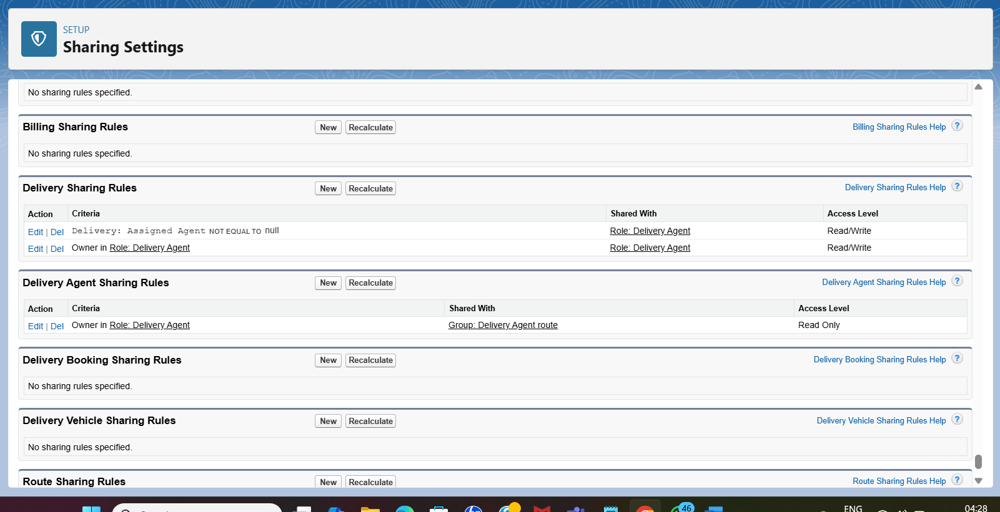 SETUP
Sharing Settings
No sharing rules specified.
Billing Sharing Rules New Recalculate Billing Sharing Rules Help ?
No sharing rules specified.
Delivery Sharing Rules New Recalculate Delivery Sharing Rules Help ?
Action Criteria Shared With Access Level
Edit | Del Delivery: Assigned Agent NOT EQUAL TO null Role: Delivery Agent Read/Write
Edit | Del Owner in Role: Delivery Agent Role: Delivery Agent Read/Write
Delivery Agent Sharing Rules New Recalculate Delivery Agent Sharing Rules Help ?
Action Criteria Shared With Access Level
Edit | Del Owner in Role: Delivery Agent Group: Delivery Agent route Read Only
Delivery Booking Sharing Rules New Recalculate Delivery Booking Sharing Rules Help ?
No sharing rules specified.
Delivery Vehicle Sharing Rules New Recalculate Delivery Vehicle Sharing Rules Help ?
No sharing rules specified.
Route Sharing Rules New Recalculate Route Sharing Rules Help ?
46 ENG 04:28